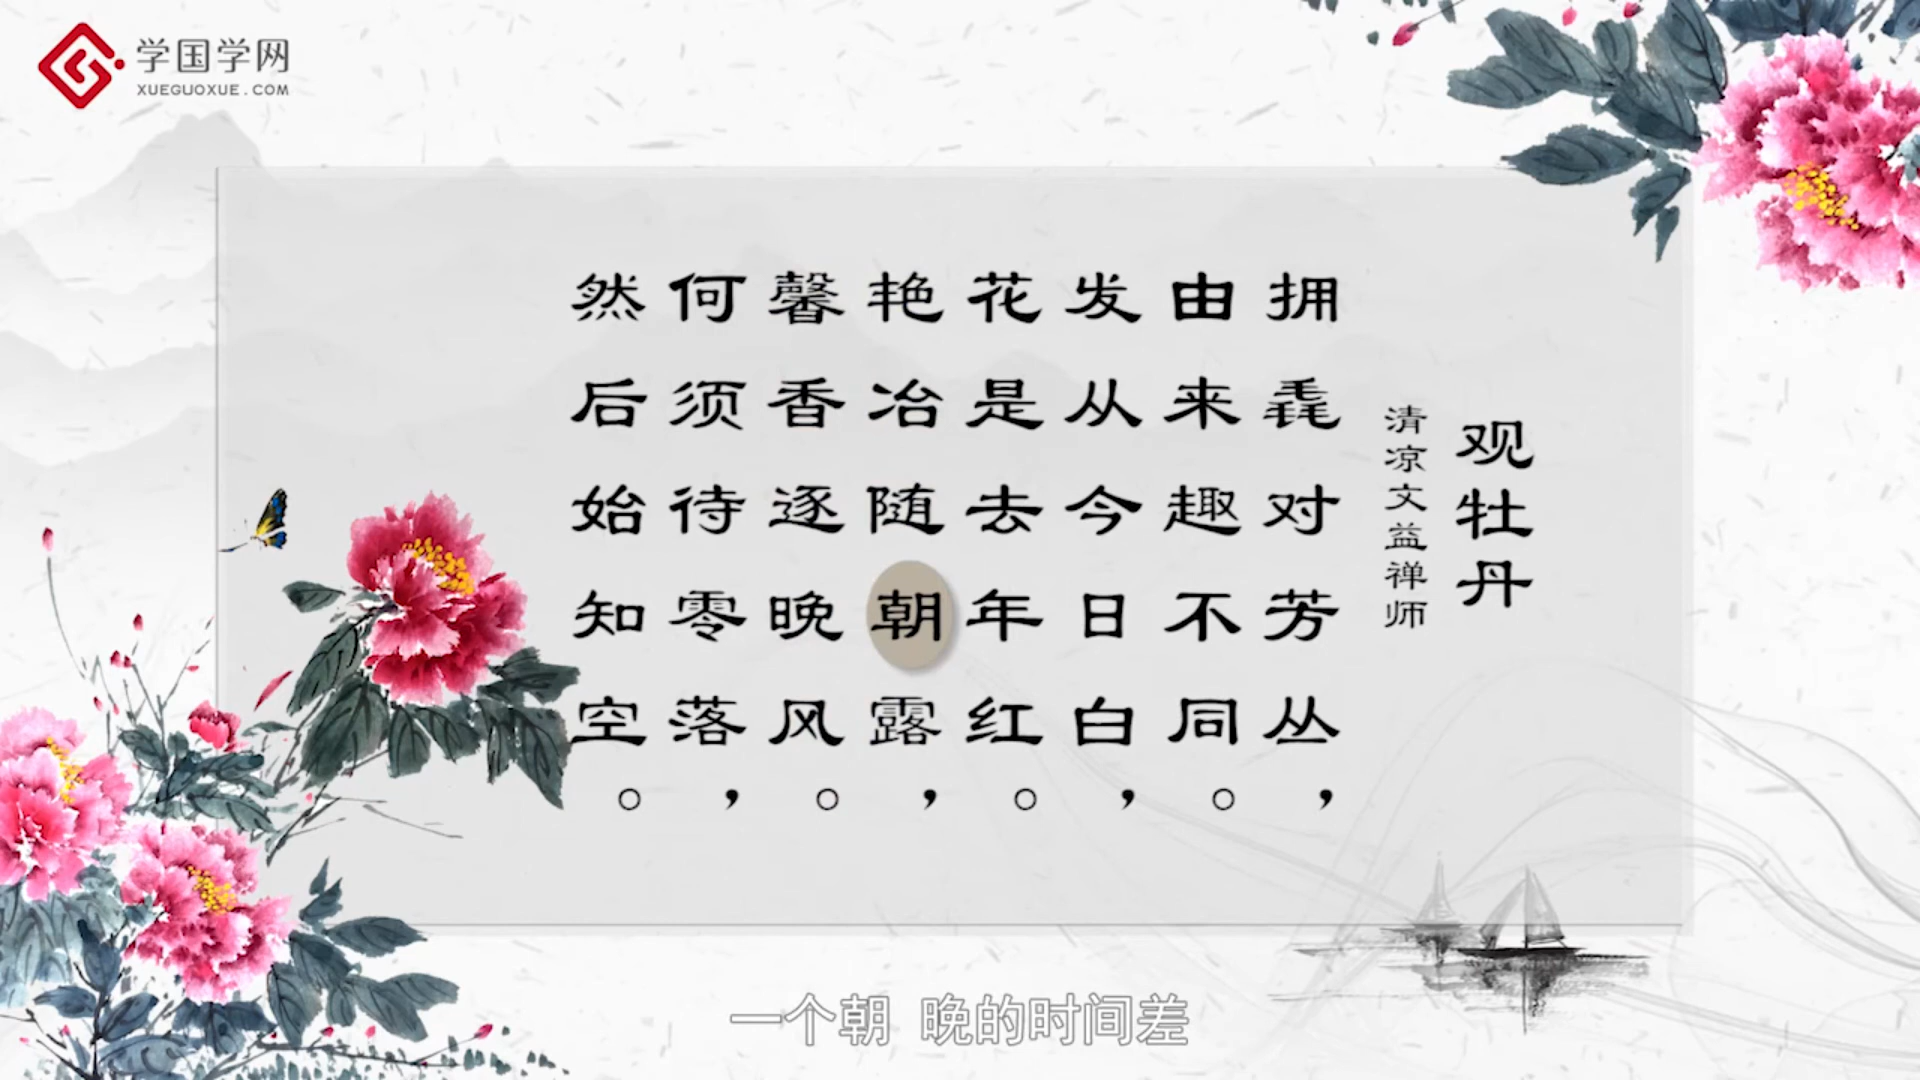 学国学网
XUEGUOXUE.COM
观牡丹
清凉文益禅师
拥毳对芳丛，
由来趣不同。
发从今日白，
花是去年红。
艳冶随朝露，
馨香逐晚风。
何须待零落，
然后始知空。
一个朝 晚的时间差